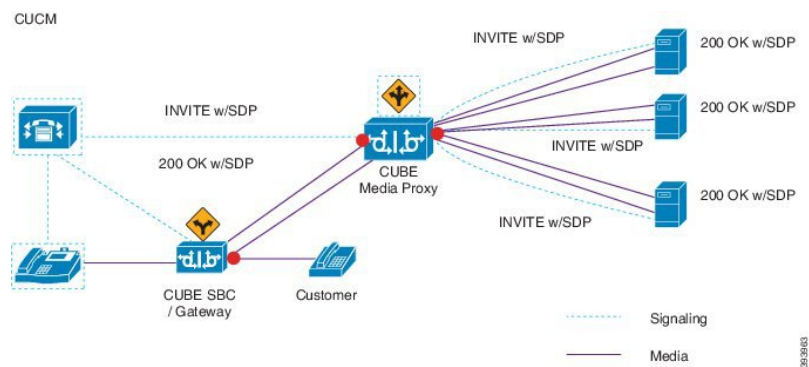 CUCM
INVITE w/SDP
200 OK w/SDP
INVITE w/SDP
200 OK w/SDP
INVITE w/SDP
200 OK w/SDP
CUBE
Media Proxy
200 OK w/SDP
INVITE w/SDP
CUBE SBC
/ Gateway
Customer
Signaling
Media
393963